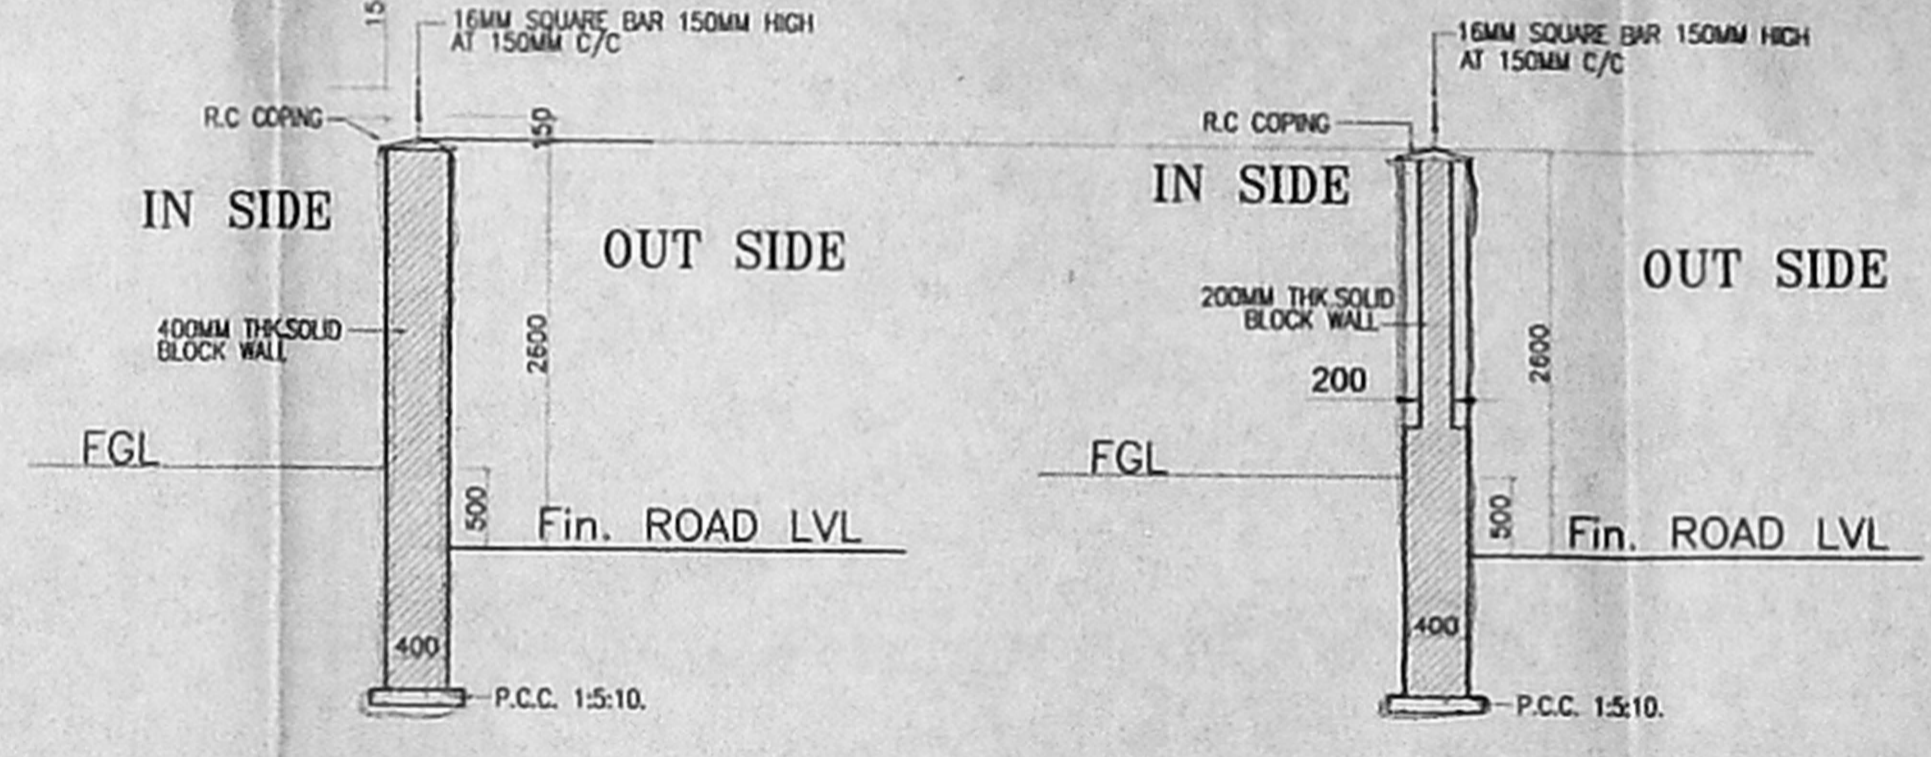 15
16MM SQUARE BAR 150MM HIGH
AT 150MM C/C
R.C COPING
150
IN SIDE
OUT SIDE
400MM THK.SOLID
BLOCK WALL
2600
FGL
500
Fin. ROAD LVL
400
P.C.C. 1:5:10.
16MM SQUARE BAR 150MM HIGH
AT 150MM C/C
R.C COPING
IN SIDE
OUT SIDE
200MM THK.SOLID
BLOCK WALL
200
2600
FGL
500
Fin. ROAD LVL
400
P.C.C. 1:5:10.